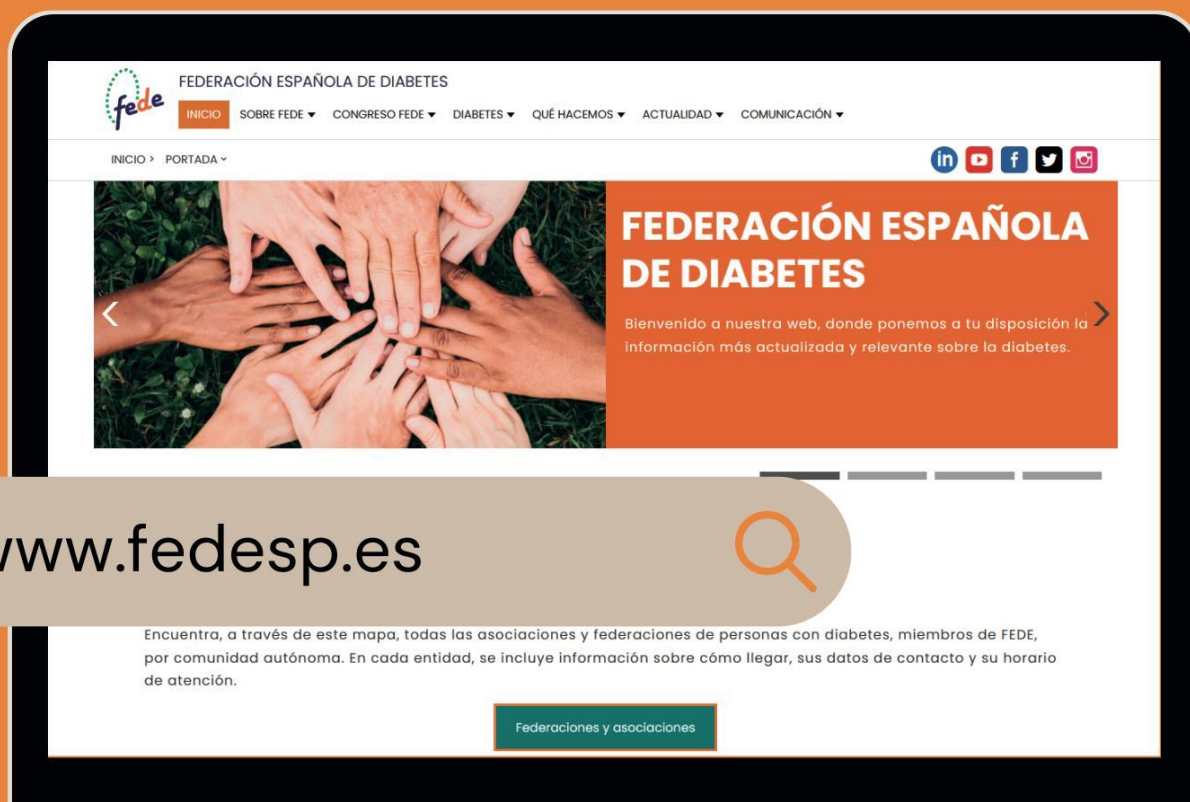 fede
FEDERACIÓN ESPAÑOLA DE DIABETES
INICIO SOBRE FEDE CONGRESO FEDE DIABETES QUÉ HACEMOS ACTUALIDAD COMUNICACIÓN
INICIO > PORTADA
in f
FEDERACIÓN ESPAÑOLA
DE DIABETES
Bienvenido a nuestra web, donde ponemos a tu disposición la
información más actualizada y relevante sobre la diabetes.
www.fedesp.es
Encuentra, a través de este mapa, todas las asociaciones y federaciones de personas con diabetes, miembros de FEDE,
por comunidad autónoma. En cada entidad, se incluye información sobre cómo llegar, sus datos de contacto y su horario
de atención.
Federaciones y asociaciones